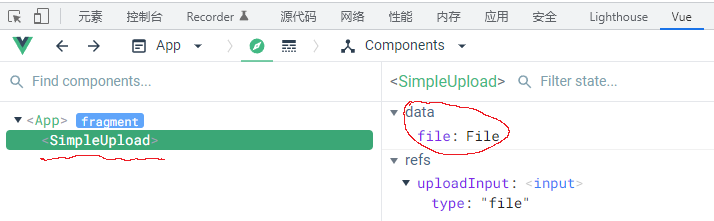 元素 控制台 Recorder 源代码 网络 性能 内存 应用 安全 Lighthouse Vue
App Components
Find components... <SimpleUpload> Filter state...
<App> fragment
<SimpleUpload>
data
file: File
refs
uploadInput: <input>
type: "file"